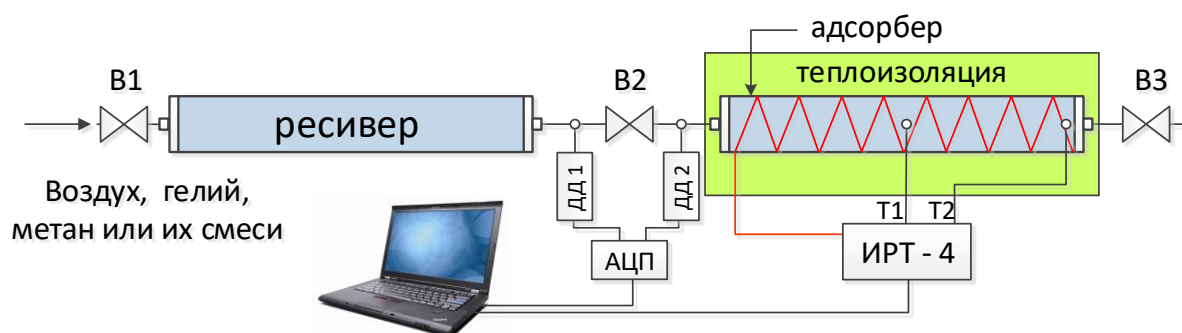 адсорбер
теплоизоляция
В1
В2
В3
ресивер
ДД 1
ДД 2
Воздух, гелий,
метан или их смеси
Т1
Т2
АЦП
ИРТ - 4